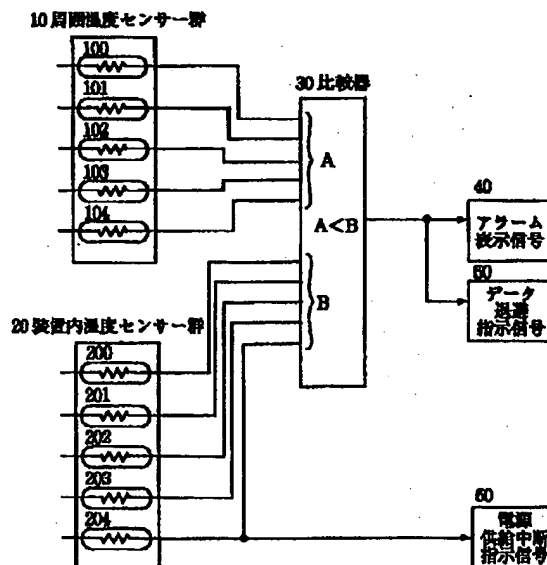 10 周囲温度センサー群
100
101
102
103
104
30 比較器
A
A<B
B
40
アラーム
表示信号
50
データ
退避
指示信号
20 装置内温度センサー群
200
201
202
203
204
60
電源
供給中断
指示信号